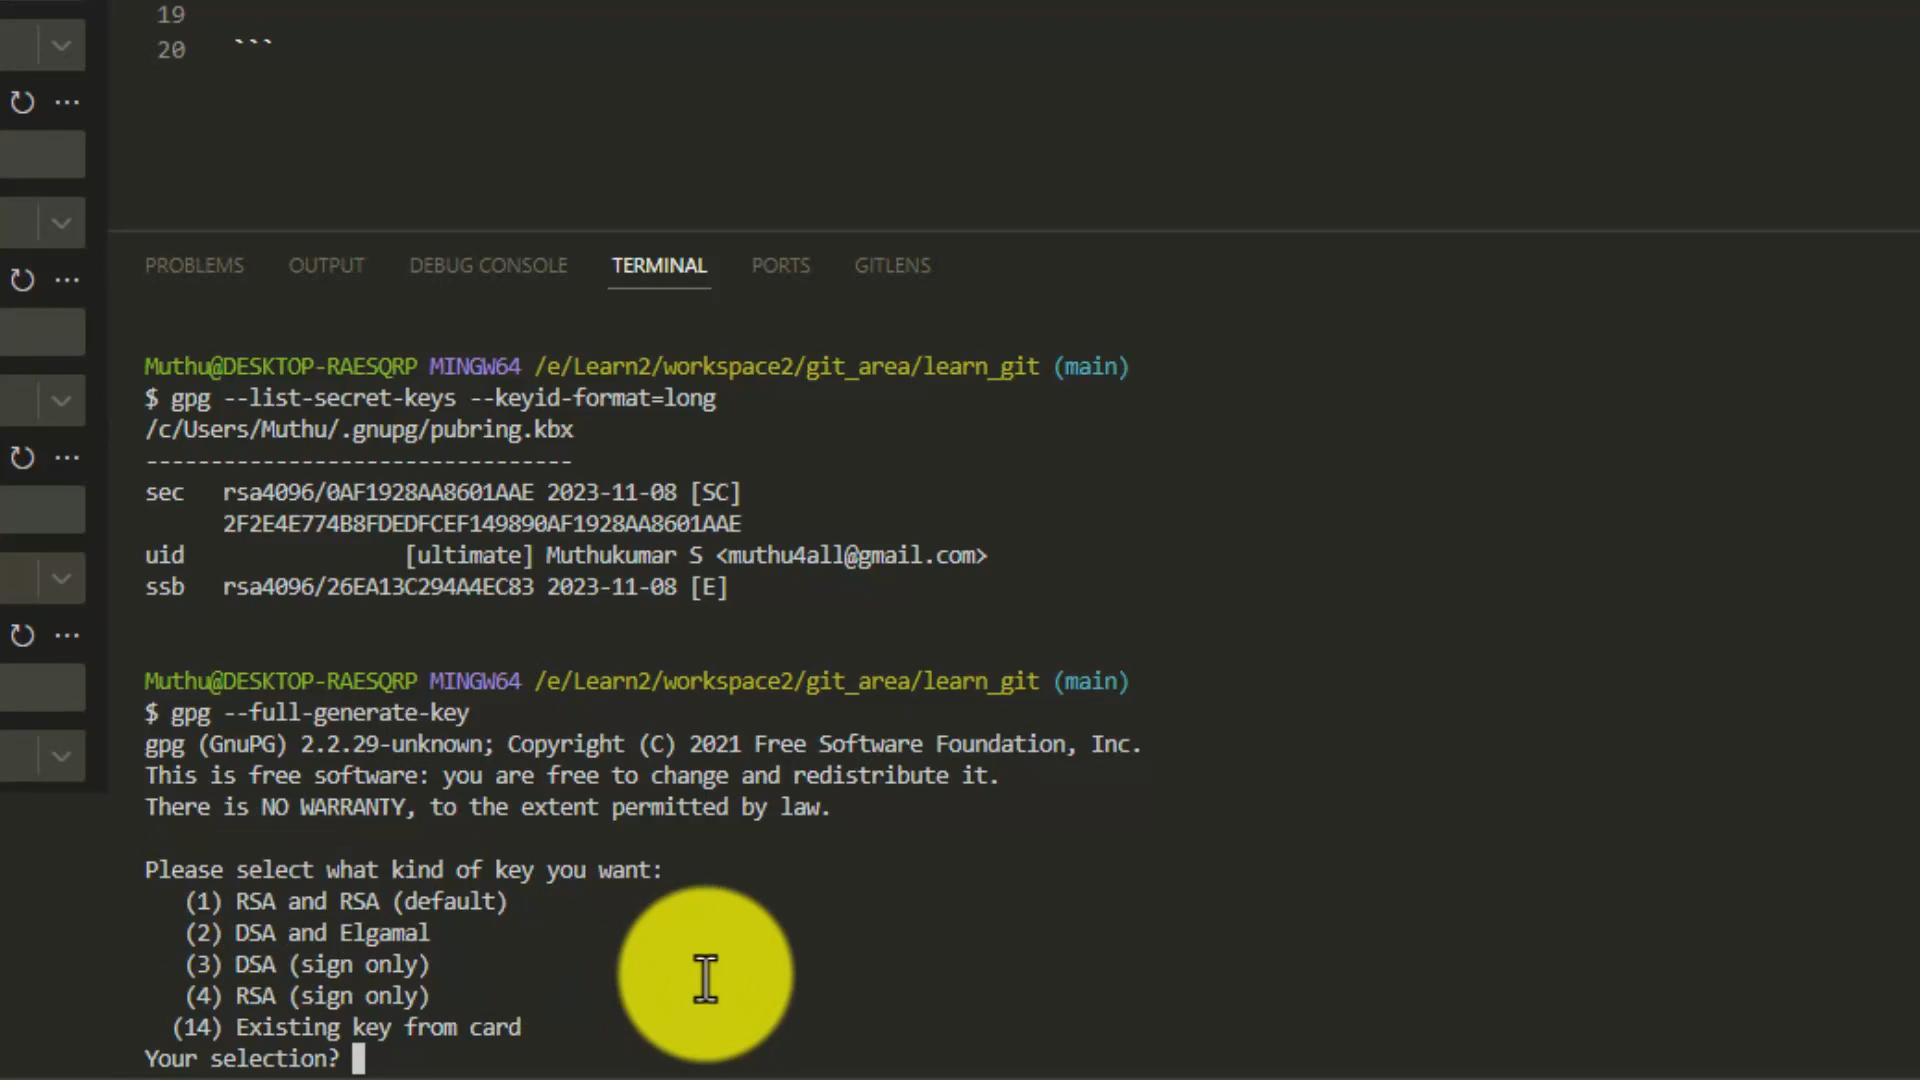 19
20 ```
PROBLEMS OUTPUT DEBUG CONSOLE TERMINAL PORTS GITLENS
Muthu@DESKTOP-RAESQRP MINGW64 /e/Learn2/workspace2/git_area/learn_git (main)
$ gpg --list-secret-keys --keyid-format=long
/c/Users/Muthu/.gnupg/pubring.kbx
---------------------------------
sec   rsa4096/0AF1928AA8601AAE 2023-11-08 [SC]
      2F2E4E774B8FDEDFCEF149890AF1928AA8601AAE
uid                 [ultimate] Muthukumar S <muthu4all@gmail.com>
ssb   rsa4096/26EA13C294A4EC83 2023-11-08 [E]
Muthu@DESKTOP-RAESQRP MINGW64 /e/Learn2/workspace2/git_area/learn_git (main)
$ gpg --full-generate-key
gpg (GnuPG) 2.2.29-unknown; Copyright (C) 2021 Free Software Foundation, Inc.
This is free software: you are free to change and redistribute it.
There is NO WARRANTY, to the extent permitted by law.
Please select what kind of key you want:
   (1) RSA and RSA (default)
   (2) DSA and Elgamal
   (3) DSA (sign only)
   (4) RSA (sign only)
  (14) Existing key from card
Your selection?